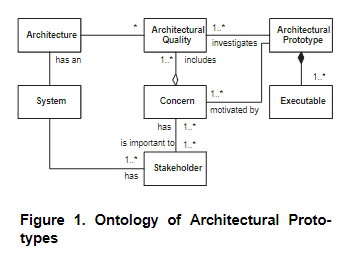 Architecture
*
Architectural
Quality
1..*
investigates
Architectural
Prototype
has an
1..*
includes
1..*
System
Concern
1..*
motivated by
Executable
has
1..*
is important to
1..*
1..*
has
Stakeholder
Figure 1. Ontology of Architectural Proto-
types